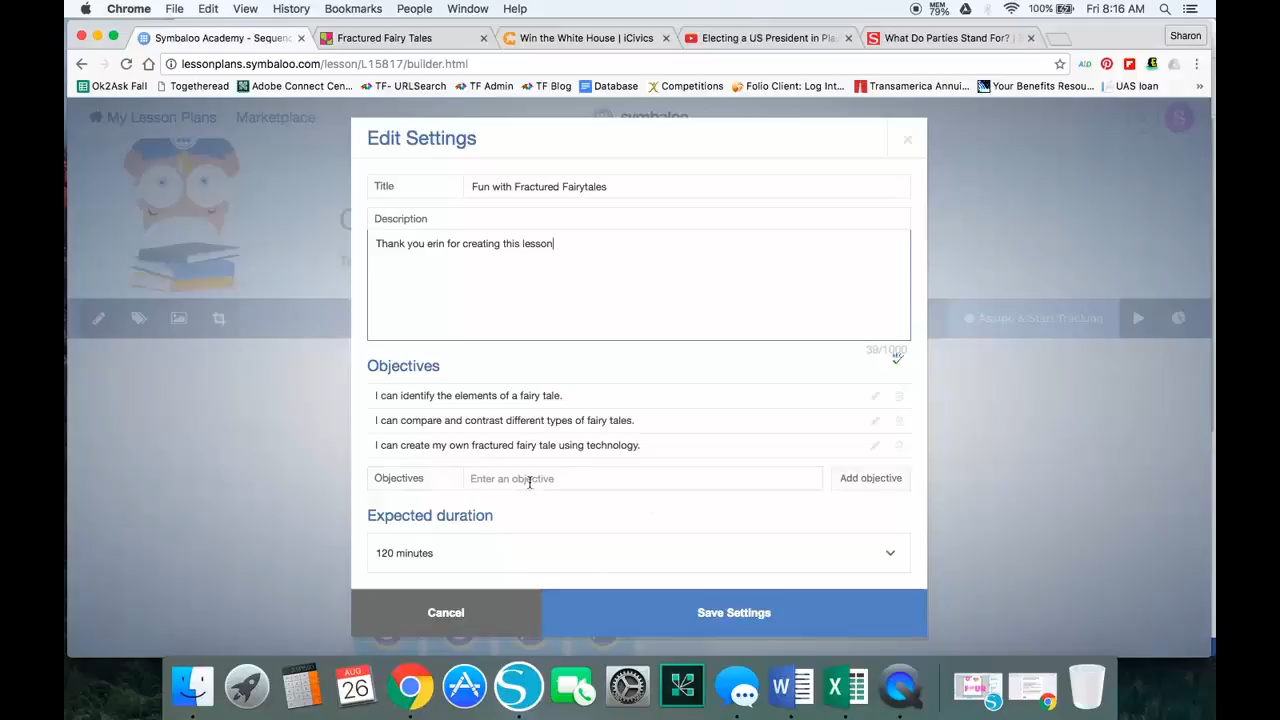 Chrome File Edit View History Bookmarks People Window Help MEM 79% 100% Fri 8:16 AM
Symbaloo Academy - Sequenc × Fractured Fairy Tales × Win the White House | iCivics × Electing a US President in Pla × What Do Parties Stand For? | × Sharon
lessonplans.symbaloo.com/lesson/L15817/builder.html
Ok2Ask Fall Togetheread Adobe Connect Cen... TF- URLSearch TF Admin TF Blog Database Competitions Folio Client: Log Int... Transamerica Annui... Your Benefits Resou... UAS loan »
My Lesson Plans Marketplace symbaloo S
Edit Settings ×
Title Fun with Fractured Fairytales
Description
Thank you erin for creating this lesson
39/1000
Assign & Start Tracking
Objectives
I can identify the elements of a fairy tale.
I can compare and contrast different types of fairy tales.
I can create my own fractured fairy tale using technology.
Objectives Enter an objective Add objective
Expected duration
120 minutes
Cancel Save Settings
AUG
26